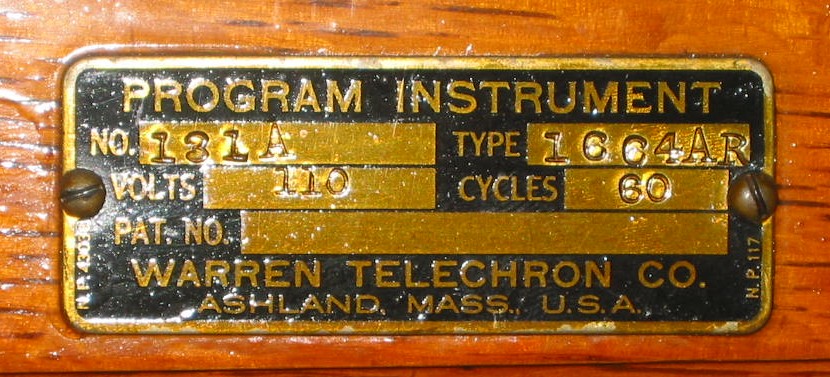 PROGRAM INSTRUMENT
NO. 131A TYPE 1664AR
VOLTS 110 CYCLES 60
PAT. NO.
WARREN TELECHRON CO.
ASHLAND, MASS., U.S.A.
N.P. 117